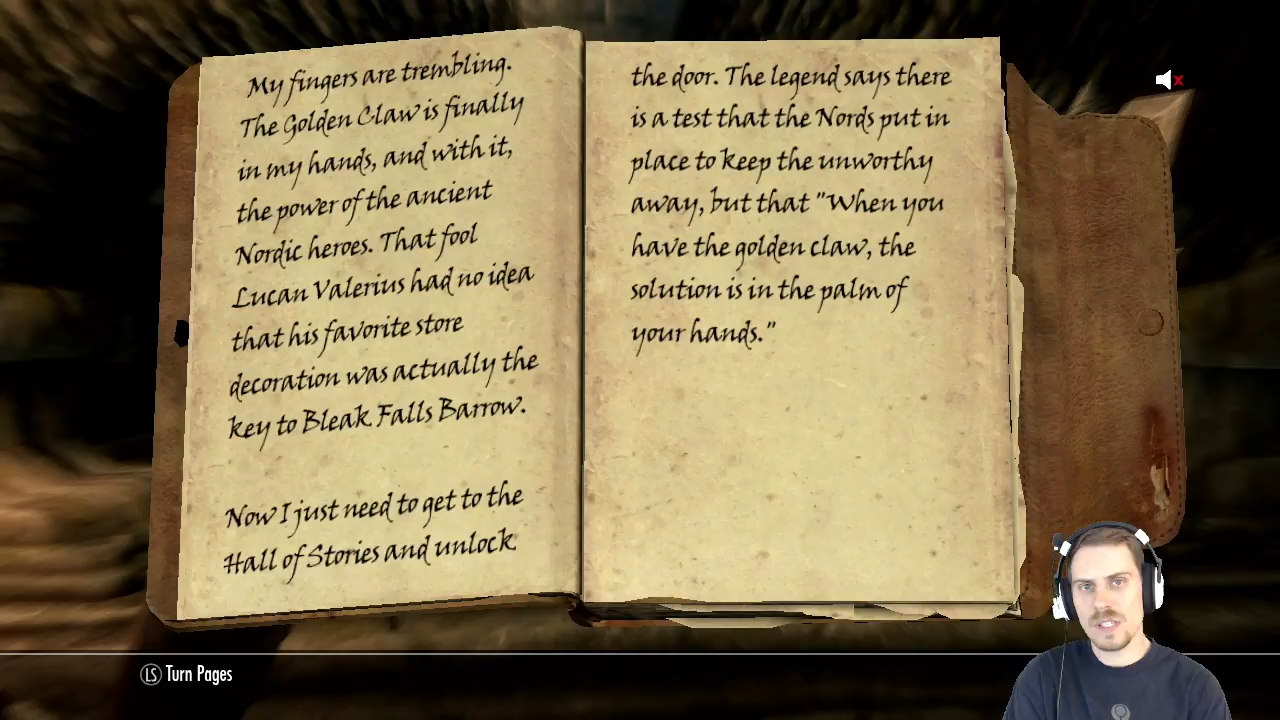 My fingers are trembling.
The Golden Claw is finally
in my hands, and with it,
the power of the ancient
Nordic heroes. That fool
Lucan Valerius had no idea
that his favorite store
decoration was actually the
key to Bleak Falls Barrow.
Now I just need to get to the
Hall of Stories and unlock
the door. The legend says there
is a test that the Nords put in
place to keep the unworthy
away, but that "When you
have the golden claw, the
solution is in the palm of
your hands."
LS Turn Pages